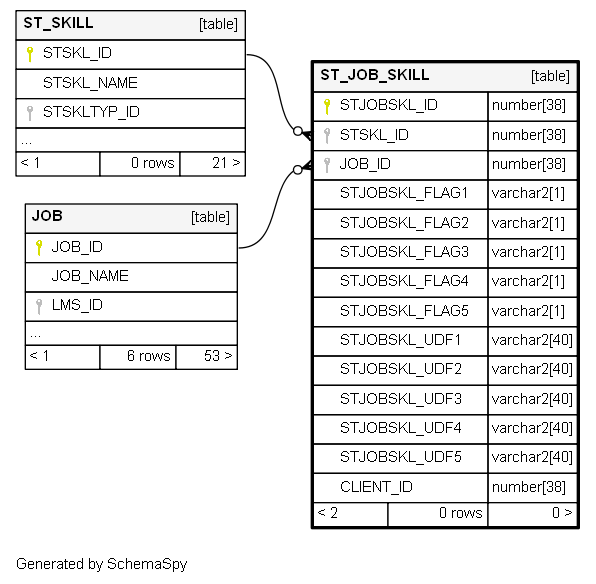 ST_SKILL [table]
STSKL_ID
STSKL_NAME
STSKLTYP_ID
...
< 1 0 rows 21 >
JOB [table]
JOB_ID
JOB_NAME
LMS_ID
...
< 1 6 rows 53 >
ST_JOB_SKILL [table]
STJOBSKL_ID number[38]
STSKL_ID number[38]
JOB_ID number[38]
STJOBSKL_FLAG1 varchar2[1]
STJOBSKL_FLAG2 varchar2[1]
STJOBSKL_FLAG3 varchar2[1]
STJOBSKL_FLAG4 varchar2[1]
STJOBSKL_FLAG5 varchar2[1]
STJOBSKL_UDF1 varchar2[40]
STJOBSKL_UDF2 varchar2[40]
STJOBSKL_UDF3 varchar2[40]
STJOBSKL_UDF4 varchar2[40]
STJOBSKL_UDF5 varchar2[40]
CLIENT_ID number[38]
< 2 0 rows 0 >
Generated by SchemaSpy